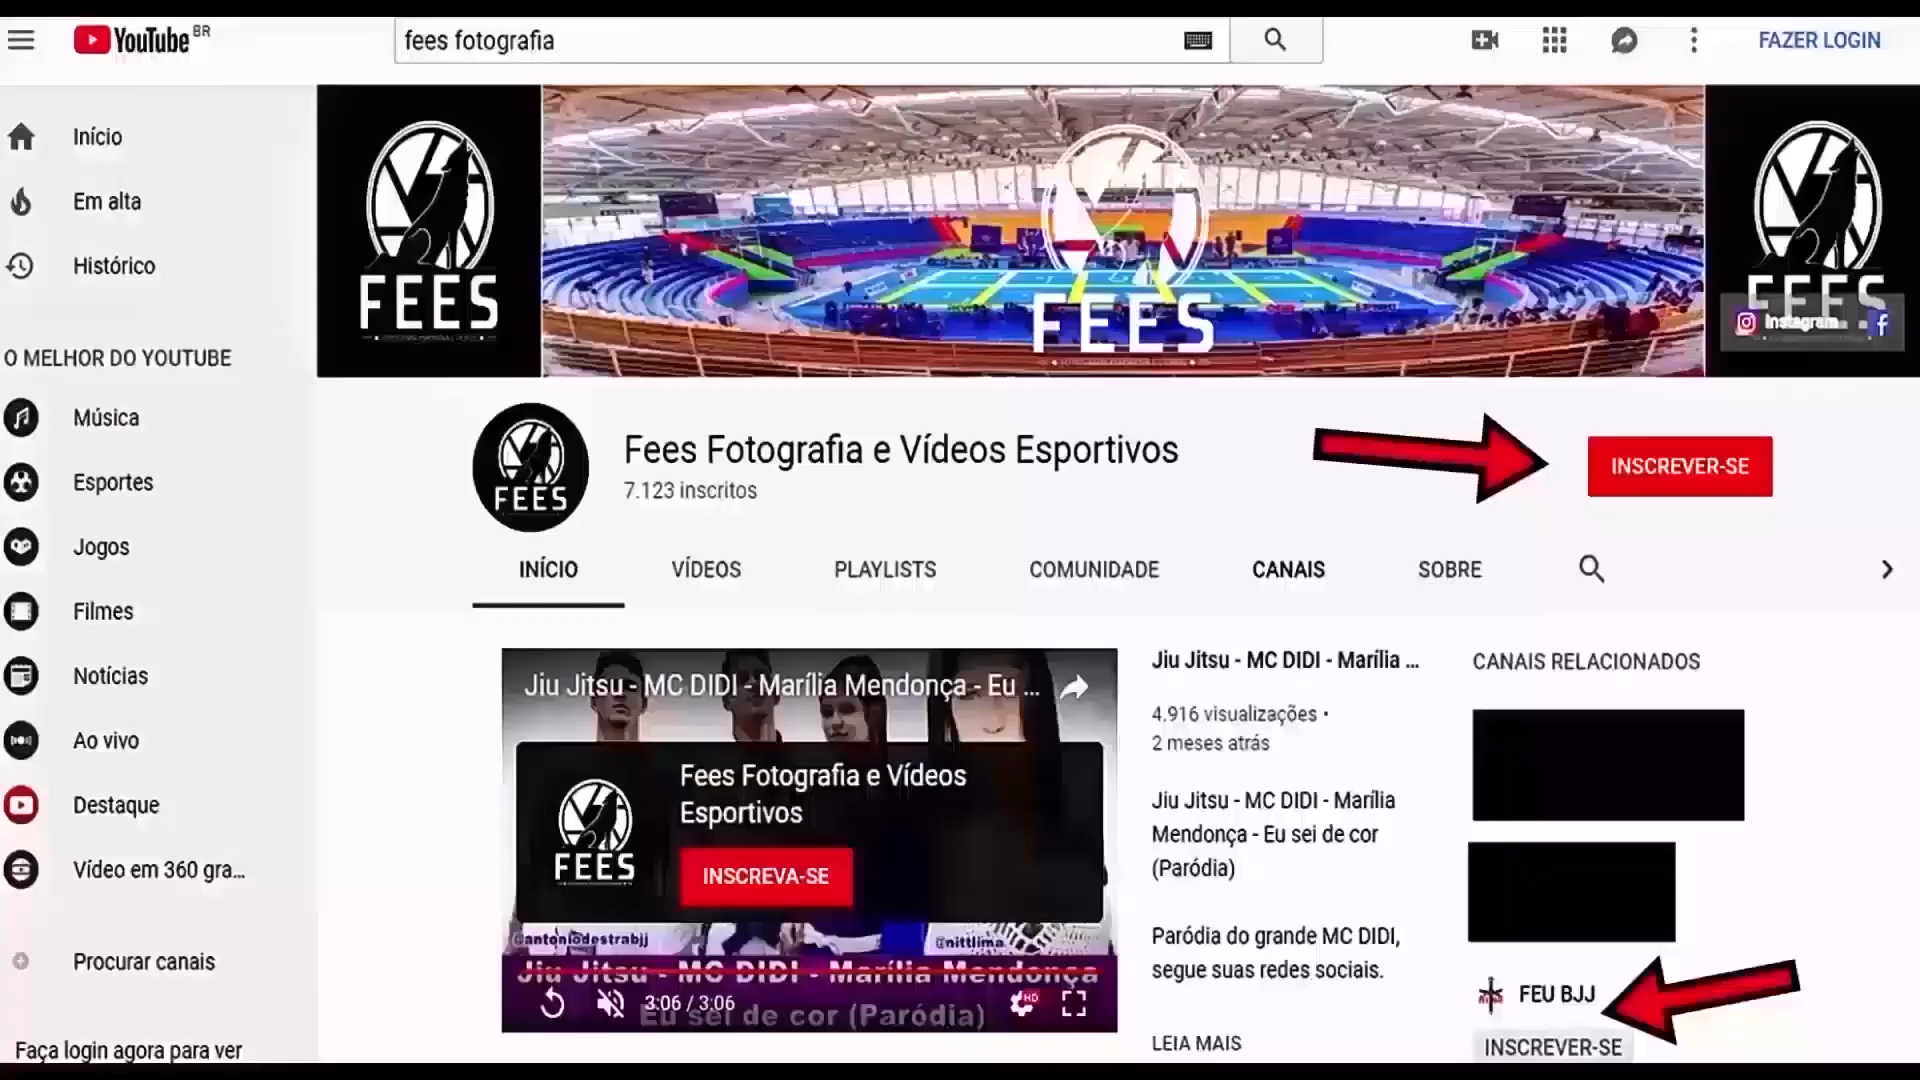 YouTube BR
fees fotografia
FAZER LOGIN
Início
Em alta
Histórico
O MELHOR DO YOUTUBE
Música
Esportes
Jogos
Filmes
Notícias
Ao vivo
Destaque
Vídeo em 360 gra...
Procurar canais
Faça login agora para ver
FEES
FEES
FEES
Instagram
FEES
Fees Fotografia e Vídeos Esportivos
7.123 inscritos
INSCREVER-SE
INÍCIO
VÍDEOS
PLAYLISTS
COMUNIDADE
CANAIS
SOBRE
Jiu Jitsu - MC DIDI - Marília Mendonça - Eu ...
FEES
Fees Fotografia e Vídeos
Esportivos
INSCREVA-SE
@antoniodestrabjj
@nittlima
Jiu Jitsu - MC DIDI - Marília Mendonça
Eu sei de cor (Paródia)
3:06 / 3:06
HD
Jiu Jitsu - MC DIDI - Marília ...
4.916 visualizações •
2 meses atrás
Jiu Jitsu - MC DIDI - Marília
Mendonça - Eu sei de cor
(Paródia)
Paródia do grande MC DIDI,
segue suas redes sociais.
LEIA MAIS
CANAIS RELACIONADOS
FEU BJJ
INSCREVER-SE